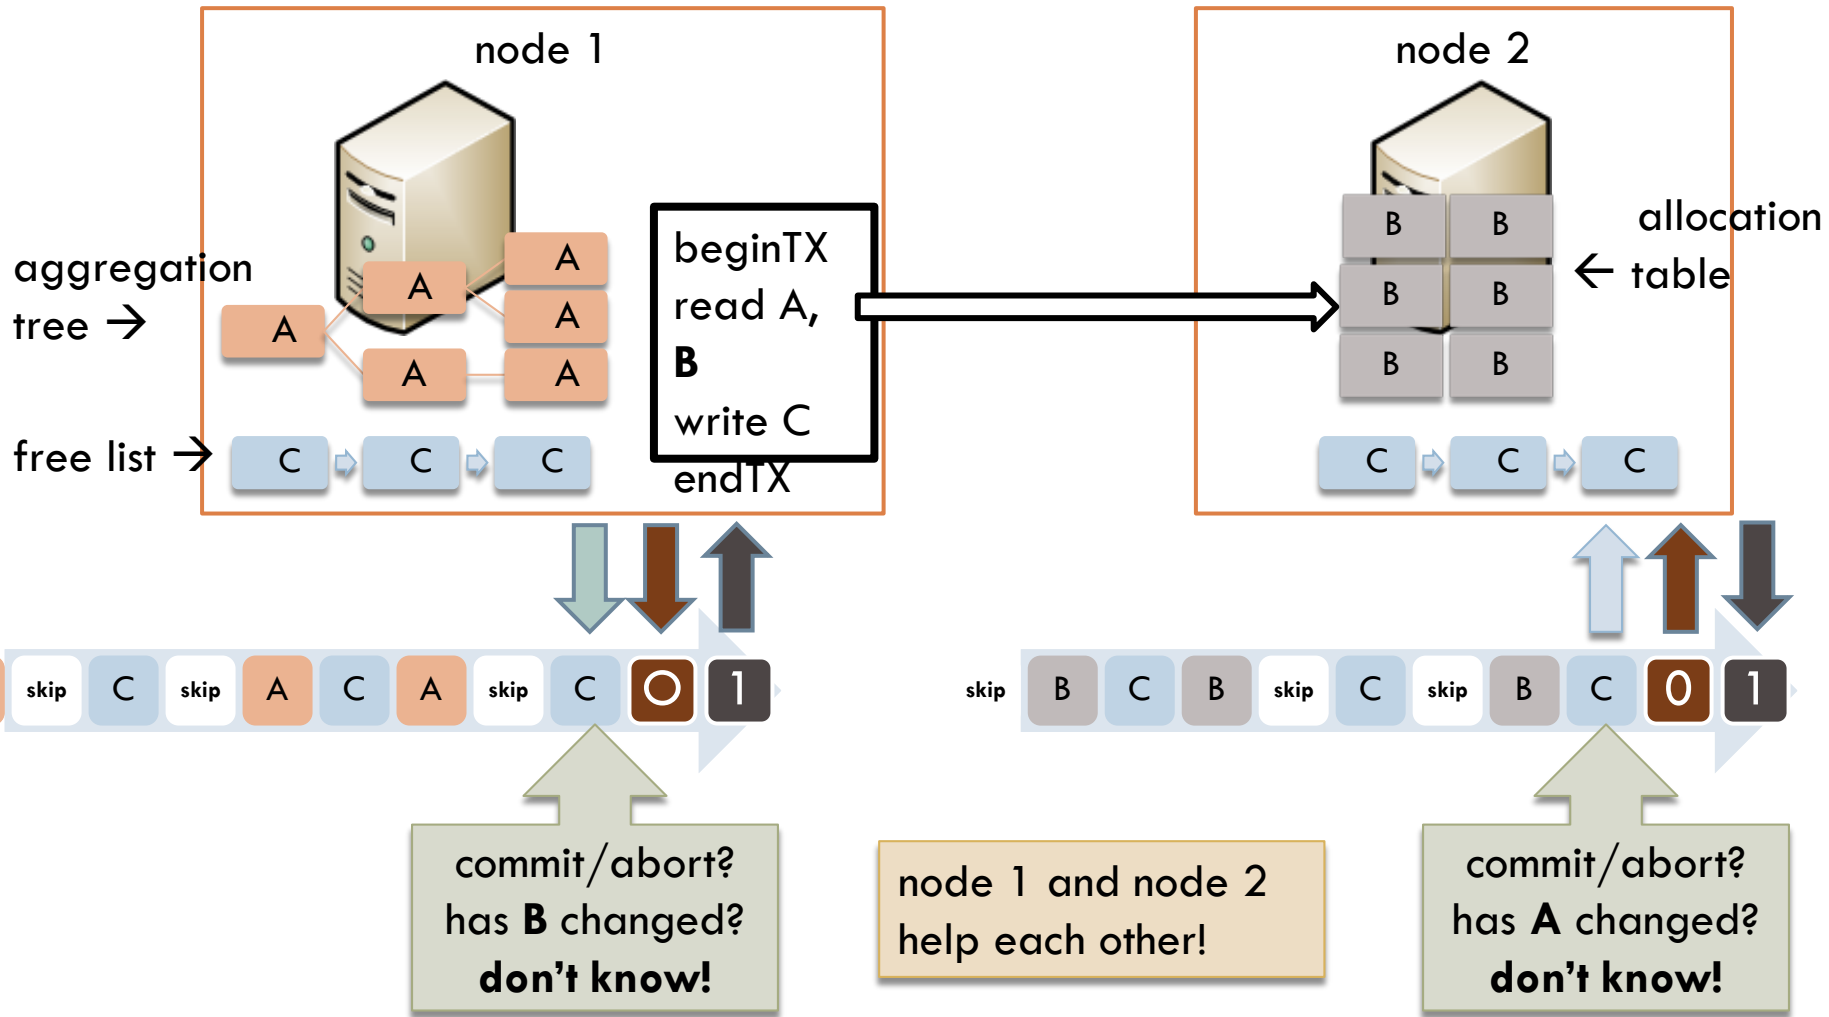 node 1
node 2
aggregation
tree →
A
A
A
A
A
A
free list →
C
C
C
beginTX
read A,
B
write C
endTX
B B
B B
B B
allocation
← table
C
C
C
skip C skip A C A skip C O 1
skip B C B skip C skip B C 0 1
commit/abort?
has B changed?
don't know!
node 1 and node 2
help each other!
commit/abort?
has A changed?
don't know!